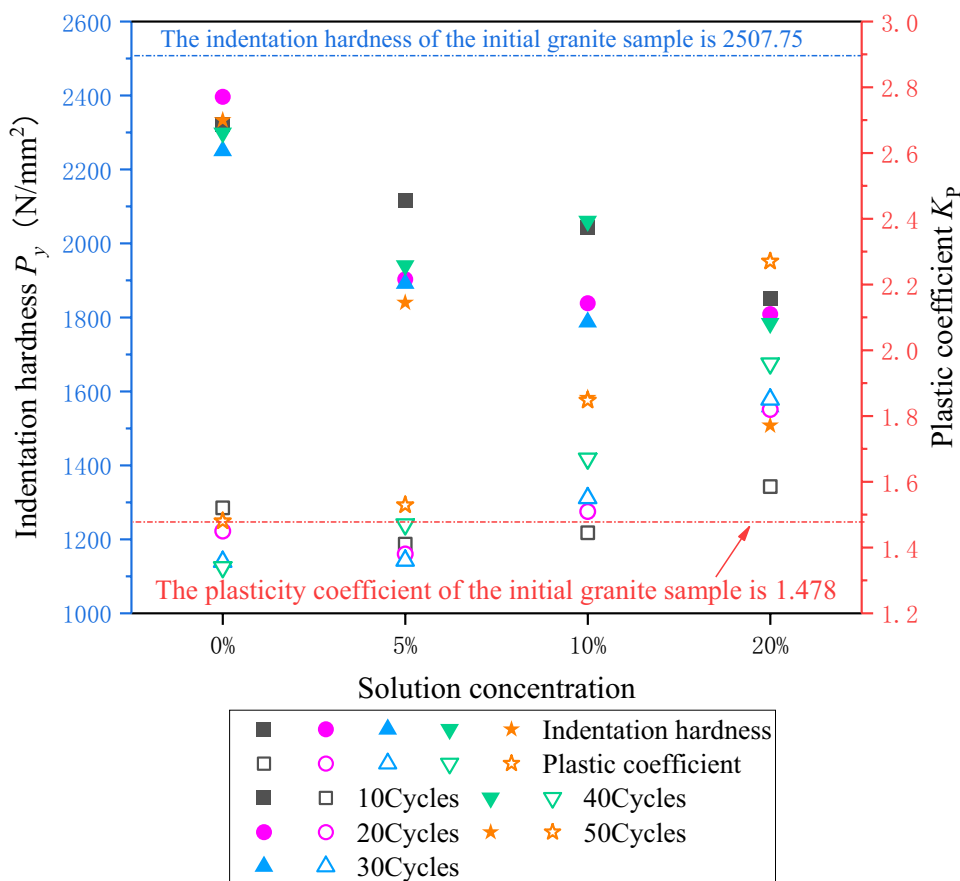 2600
2400
2200
2000
1800
1600
1400
1200
1000
Indentation hardness P_y (N/mm²)
The indentation hardness of the initial granite sample is 2507.75
The plasticity coefficient of the initial granite sample is 1.478
3.0
2.8
2.6
2.4
2.2
2.0
1.8
1.6
1.4
1.2
Plastic coefficient K_P
0% 5% 10% 20%
Solution concentration
Indentation hardness
Plastic coefficient
10Cycles 40Cycles
20Cycles 50Cycles
30Cycles